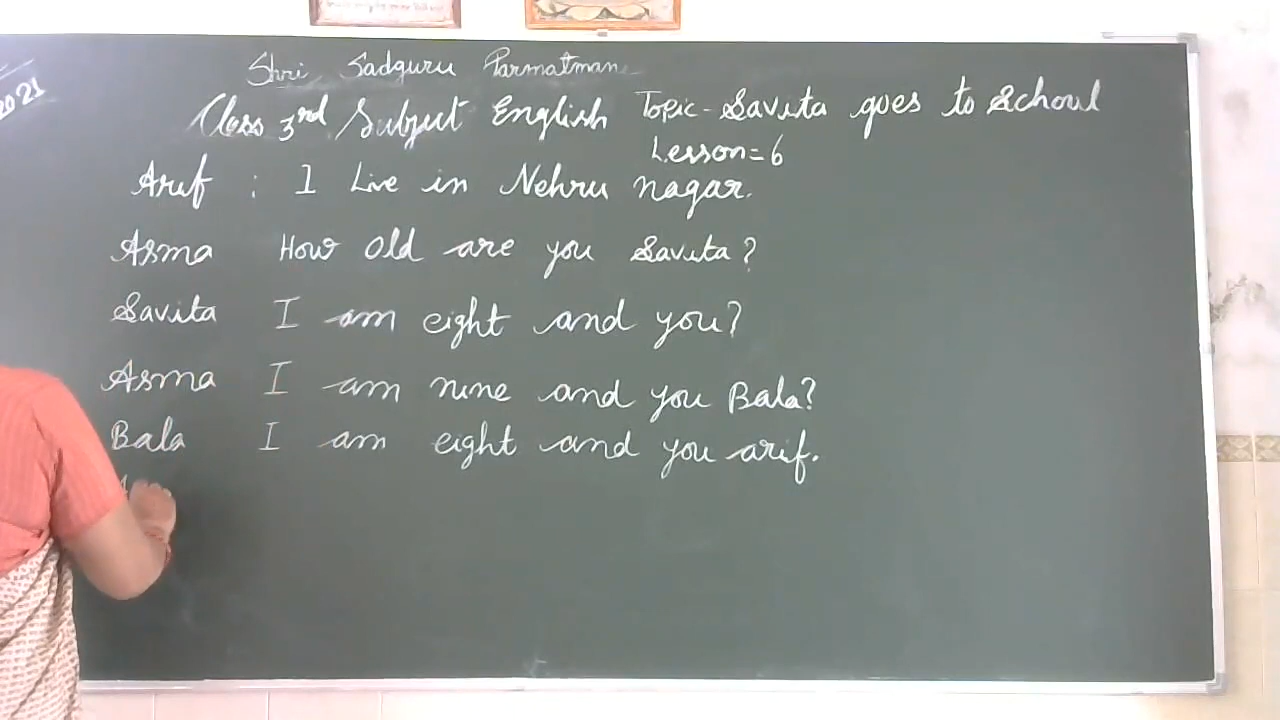 2021
Shri Sadguru Parmatmane
Class 3rd Subject English Topic - Savita goes to School
Lesson = 6
Arif : I Live in Nehru nagar.
Asma How old are you Savita?
Savita I am eight and you?
Asma I am nine and you Bala?
Bala I am eight and you arif.